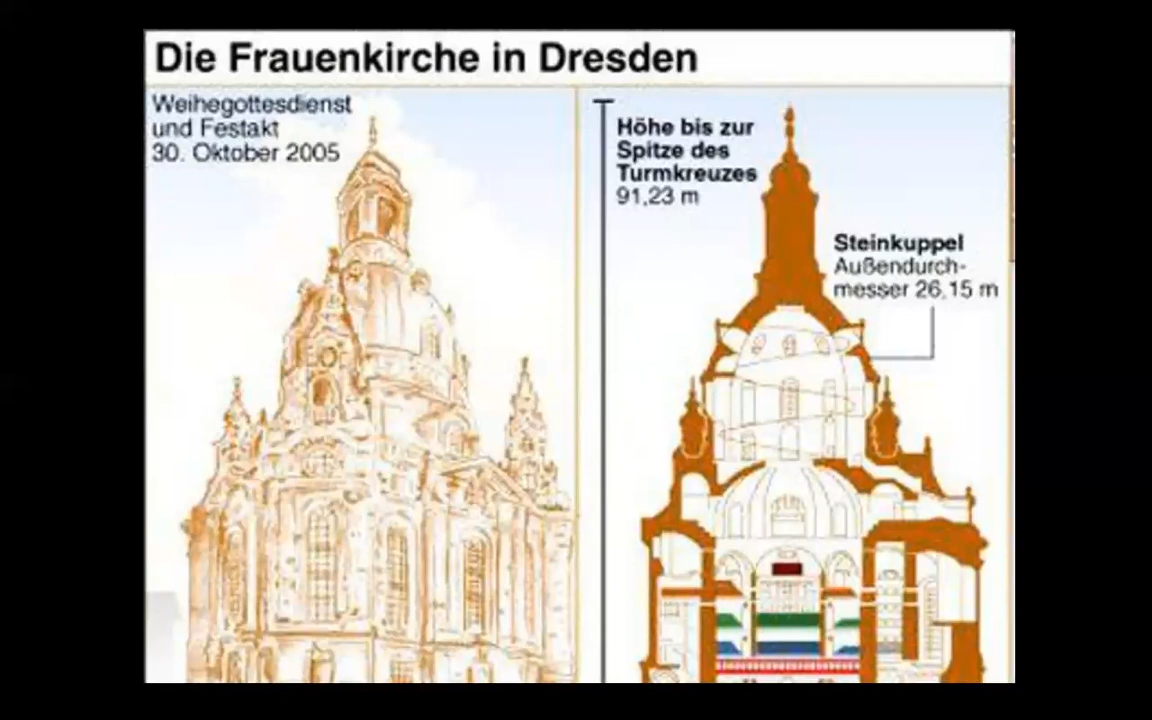 Die Frauenkirche in Dresden
Weihegottesdienst
und Festakt
30. Oktober 2005
Höhe bis zur
Spitze des
Turmkreuzes
91,23 m
Steinkuppel
Außendurch-
messer 26,15 m